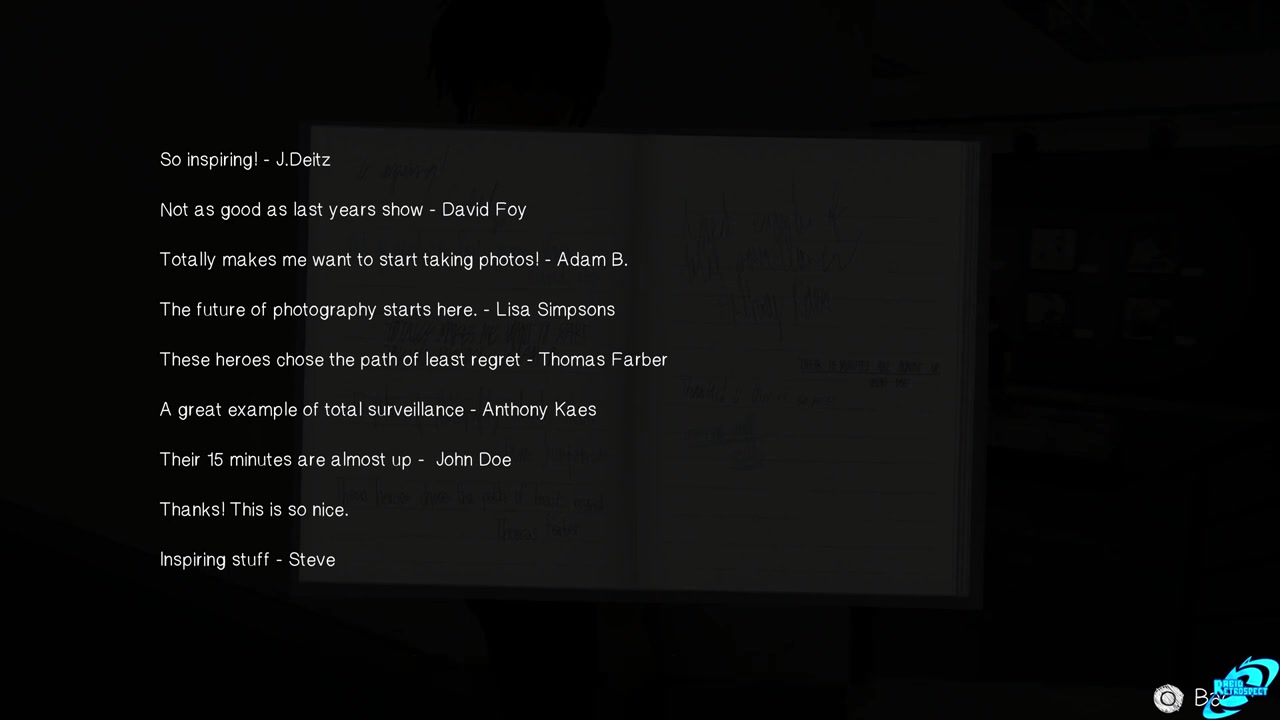 So inspiring! - J.Deitz
Not as good as last years show - David Foy
Totally makes me want to start taking photos! - Adam B.
The future of photography starts here. - Lisa Simpsons
These heroes chose the path of least regret - Thomas Farber
A great example of total surveillance - Anthony Kaes
Their 15 minutes are almost up - John Doe
Thanks! This is so nice.
Inspiring stuff - Steve
RETROSPECT